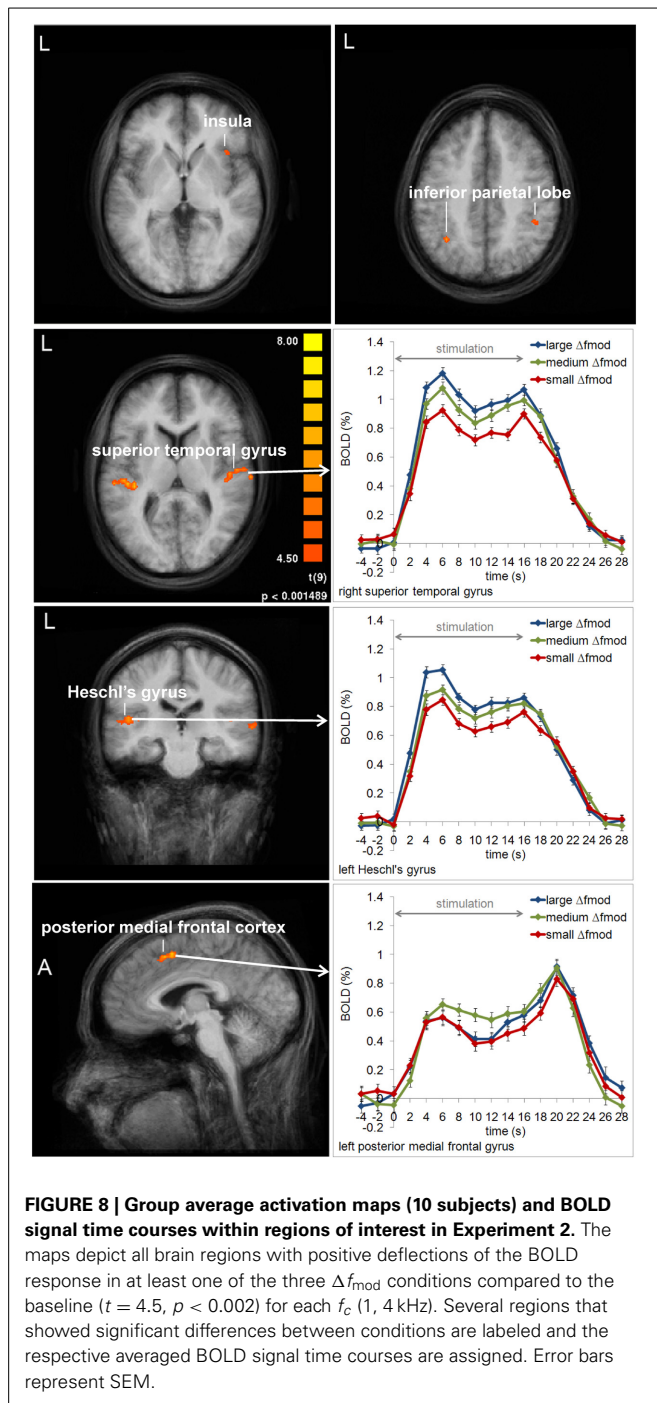 L
insula
L
inferior parietal lobe
L
superior temporal gyrus
8.00
4.50
t(9)
p < 0.001489
1.4
1.2
1
0.8
0.6
0.4
0.2
0
-0.2
BOLD (%)
stimulation
large Δfmod
medium Δfmod
small Δfmod
-4 -2 0 2 4 6 8 10 12 14 16 18 20 22 24 26 28
time (s)
right superior temporal gyrus
L
Heschl's gyrus
1.4
1.2
1
0.8
0.6
0.4
0.2
0
-0.2
BOLD (%)
stimulation
large Δfmod
medium Δfmod
small Δfmod
-4 -2 0 2 4 6 8 10 12 14 16 18 20 22 24 26 28
time (s)
left Heschl's gyrus
A
posterior medial frontal cortex
1.4
1.2
1
0.8
0.6
0.4
0.2
0
-0.2
BOLD (%)
stimulation
large Δfmod
medium Δfmod
small Δfmod
-4 -2 0 2 4 6 8 10 12 14 16 18 20 22 24 26 28
time (s)
left posterior medial frontal gyrus
FIGURE 8 | Group average activation maps (10 subjects) and BOLD
signal time courses within regions of interest in Experiment 2. The
maps depict all brain regions with positive deflections of the BOLD
response in at least one of the three Δfmod conditions compared to the
baseline (t = 4.5, p < 0.002) for each fc (1, 4 kHz). Several regions that
showed significant differences between conditions are labeled and the
respective averaged BOLD signal time courses are assigned. Error bars
represent SEM.